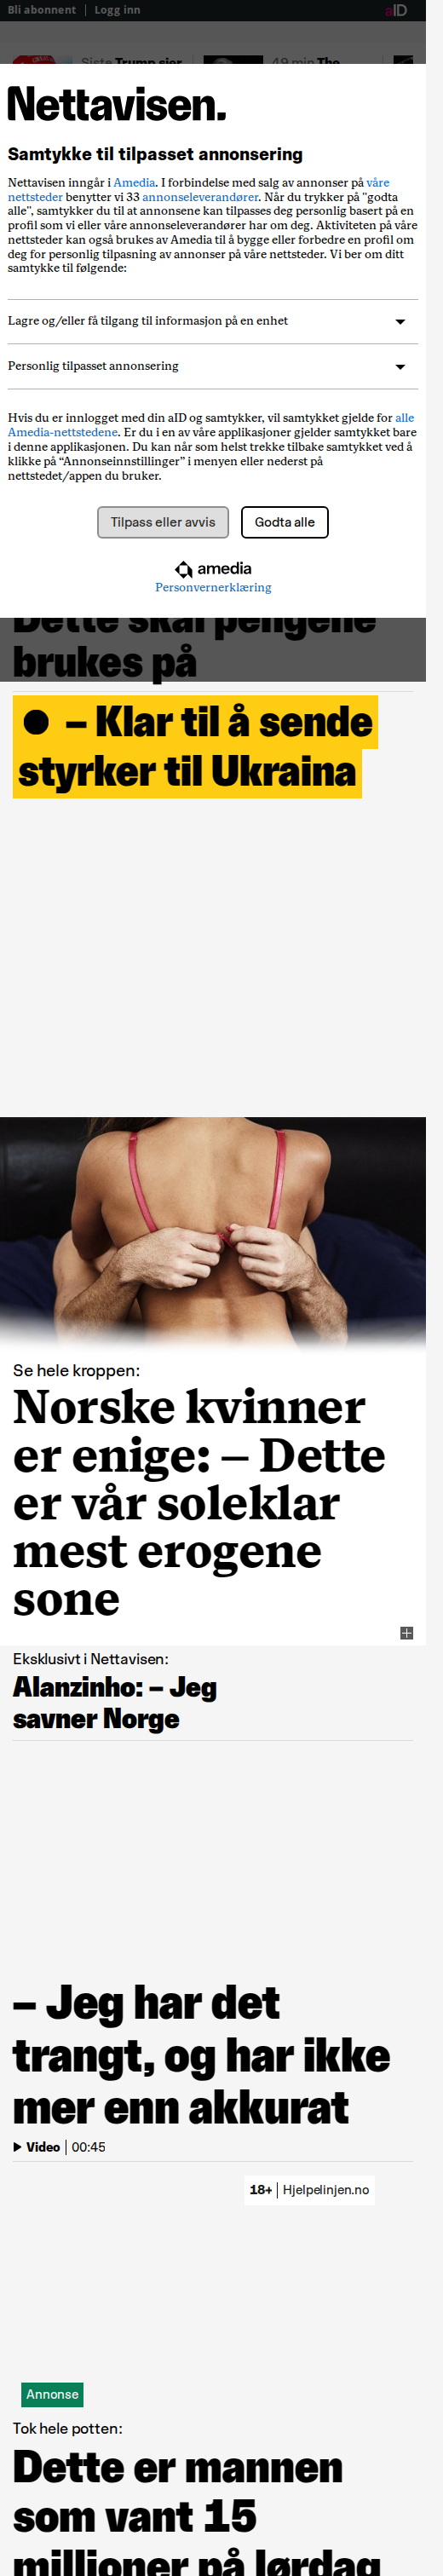 Bli abonnent
Logg inn
aID
Siste Trump sier
49 min The
Nettavisen.
Samtykke til tilpasset annonsering
Nettavisen inngår i Amedia. I forbindelse med salg av annonser på våre
nettsteder benytter vi 33 annonseleverandører. Når du trykker på "godta
alle", samtykker du til at annonsene kan tilpasses deg personlig basert på en
profil som vi eller våre annonseleverandører har om deg. Aktiviteten på våre
nettsteder kan også brukes av Amedia til å bygge eller forbedre en profil om
deg for personlig tilpasning av annonser på våre nettsteder. Vi ber om ditt
samtykke til følgende:
Lagre og/eller få tilgang til informasjon på en enhet
Personlig tilpasset annonsering
Hvis du er innlogget med din aID og samtykker, vil samtykket gjelde for alle
Amedia-nettstedene. Er du i en av våre applikasjoner gjelder samtykket bare
i denne applikasjonen. Du kan når som helst trekke tilbake samtykket ved å
klikke på “Annonseinnstillinger” i menyen eller nederst på
nettstedet/appen du bruker.
Tilpass eller avvis
Godta alle
amedia
Personvernerklæring
Dette skal pengene
brukes på
– Klar til å sende
styrker til Ukraina
Se hele kroppen:
Norske kvinner
er enige: – Dette
er vår soleklar
mest erogene
sone
Eksklusivt i Nettavisen:
Alanzinho: – Jeg
savner Norge
– Jeg har det
trangt, og har ikke
mer enn akkurat
Video | 00:45
18+ | Hjelpelinjen.no
Annonse
Tok hele potten:
Dette er mannen
som vant 15
millioner på lørdag